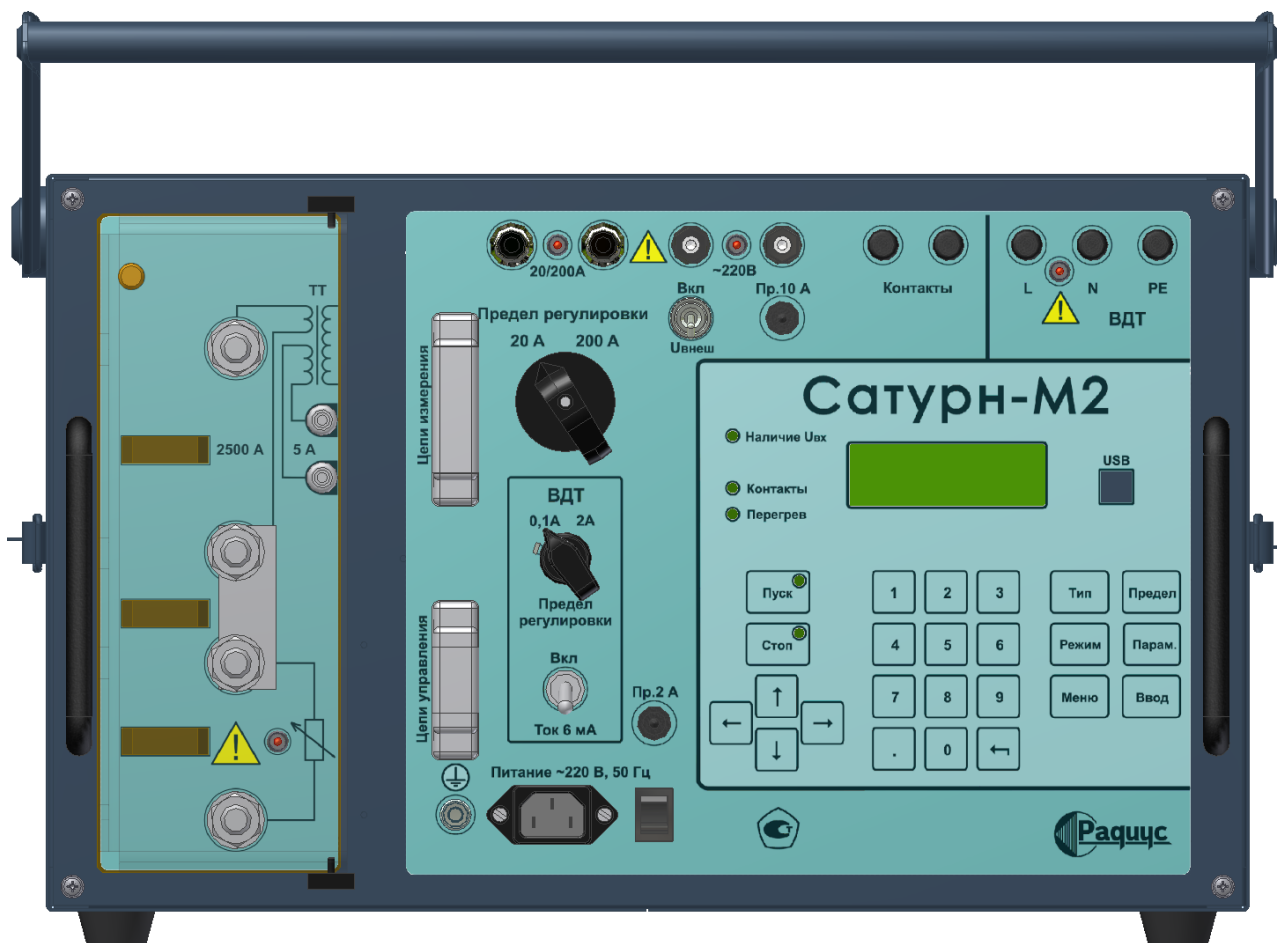 ТТ
2500 А
5 А
20/200А
~220В
Контакты
L
N
PE
ВДТ
Вкл
Uвнеш
Пр.10 А
Предел регулировки
20 А
200 А
Цепи измерения
ВДТ
0,1А
2А
Предел
регулировки
Вкл
Ток 6 мА
Цепи управления
Пр.2 А
Питание ~220 В, 50 Гц
Сатурн-М2
Наличие Uвх
Контакты
Перегрев
USB
Пуск
1
2
3
Тип
Предел
Стоп
4
5
6
Режим
Парам.
↑
7
8
9
Меню
Ввод
←
→
↓
.
0
↵
Радиус